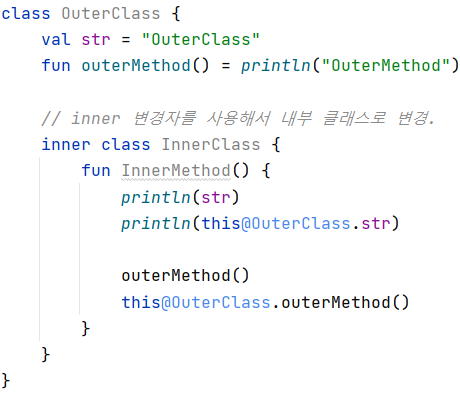 class OuterClass {
    val str = "OuterClass"
    fun outerMethod() = println("OuterMethod")

    // inner 변경자를 사용해서 내부 클래스로 변경.
    inner class InnerClass {
        fun InnerMethod() {
            println(str)
            println(this@OuterClass.str)

            outerMethod()
            this@OuterClass.outerMethod()
        }
    }
}